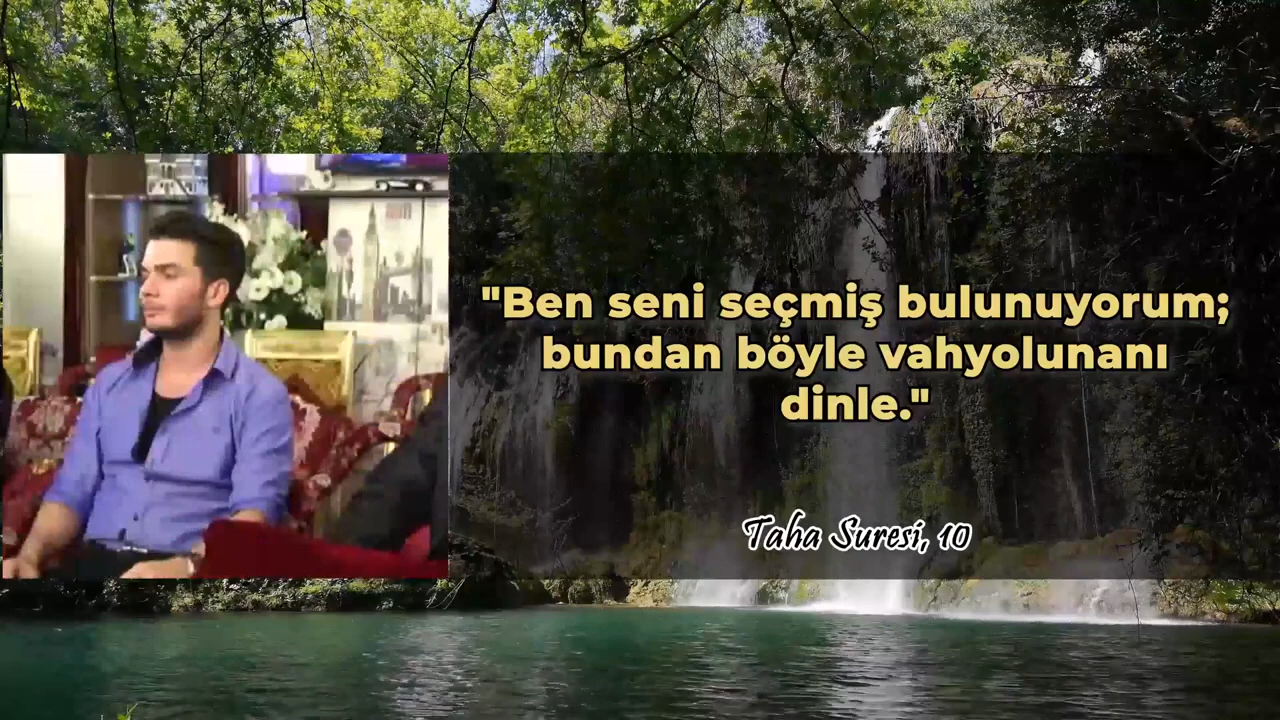 "Ben seni seçmiş bulunuyorum;
bundan böyle vahyolunanı
dinle."
Taha Suresi, 10